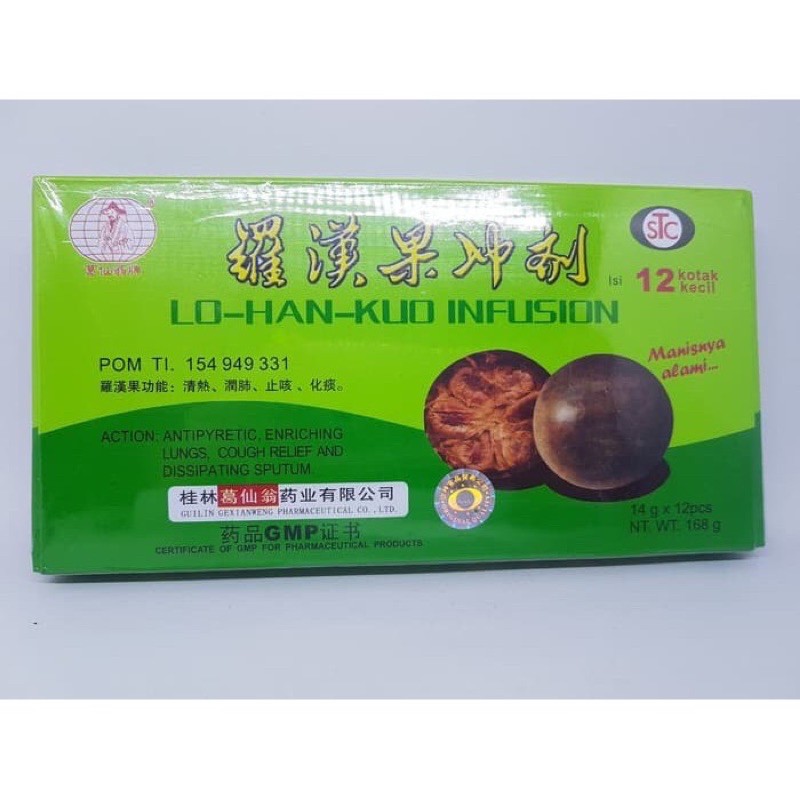 葛仙翁牌
羅漢果冲剂
STC
Isi 12 kotak kecil
LO-HAN-KUO INFUSION
Manisnya
alami...
POM TI. 154 949 331
羅漢果功能：清熱、潤肺、止咳、化痰。
ACTION: ANTIPYRETIC, ENRICHING
LUNGS, COUGH RELIEF AND
DISSIPATING SPUTUM.
桂林葛仙翁药业有限公司
GUILIN GEXIANWENG PHARMACEUTICAL CO.,LTD.
药品GMP证书
CERTIFICATE OF GMP FOR PHARMACEUTICAL PRODUCTS
14 g x 12pcs
NT. WT. 168 g